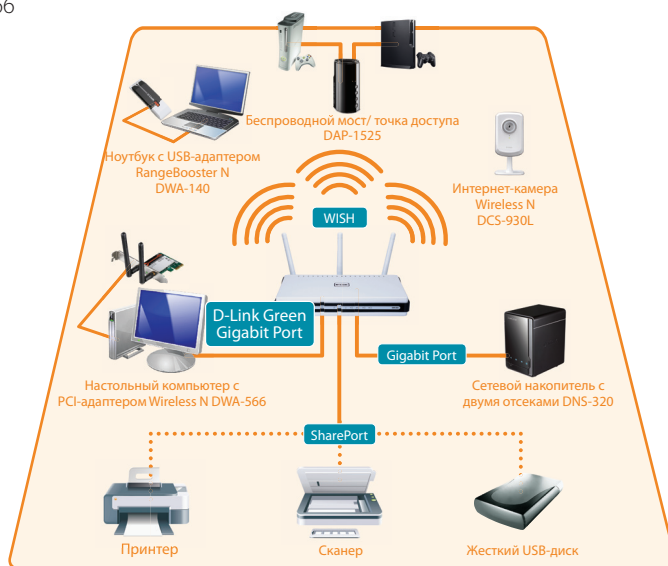 66
Беспроводной мост/ точка доступа
DAP-1525
Ноутбук с USB-адаптером
RangeBooster N
DWA-140
Интернет-камера
Wireless N
DCS-930L
WISH
D-Link Green
Gigabit Port
Gigabit Port
Настольный компьютер с
PCI-адаптером Wireless N DWA-566
Сетевой накопитель с
двумя отсеками DNS-320
SharePort
Принтер
Сканер
Жесткий USB-диск